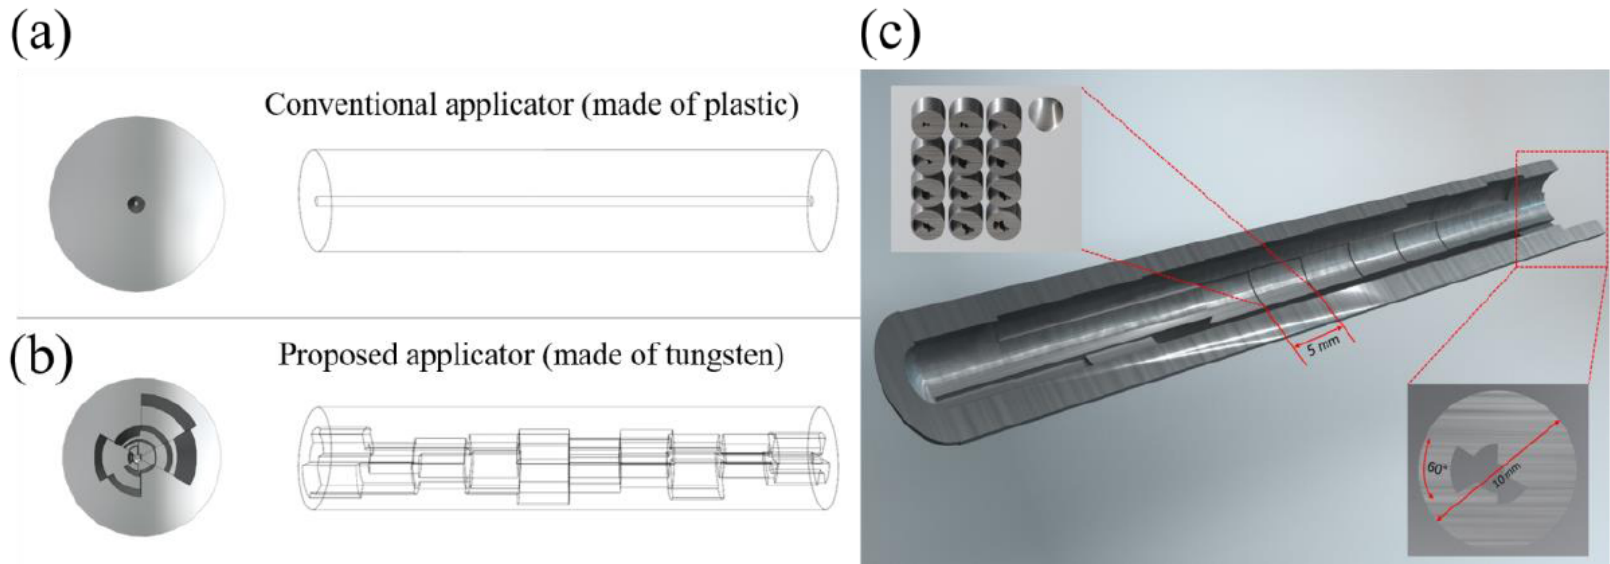 (a)
Conventional applicator (made of plastic)
(b)
Proposed applicator (made of tungsten)
(c)
5 mm
60°
10 mm